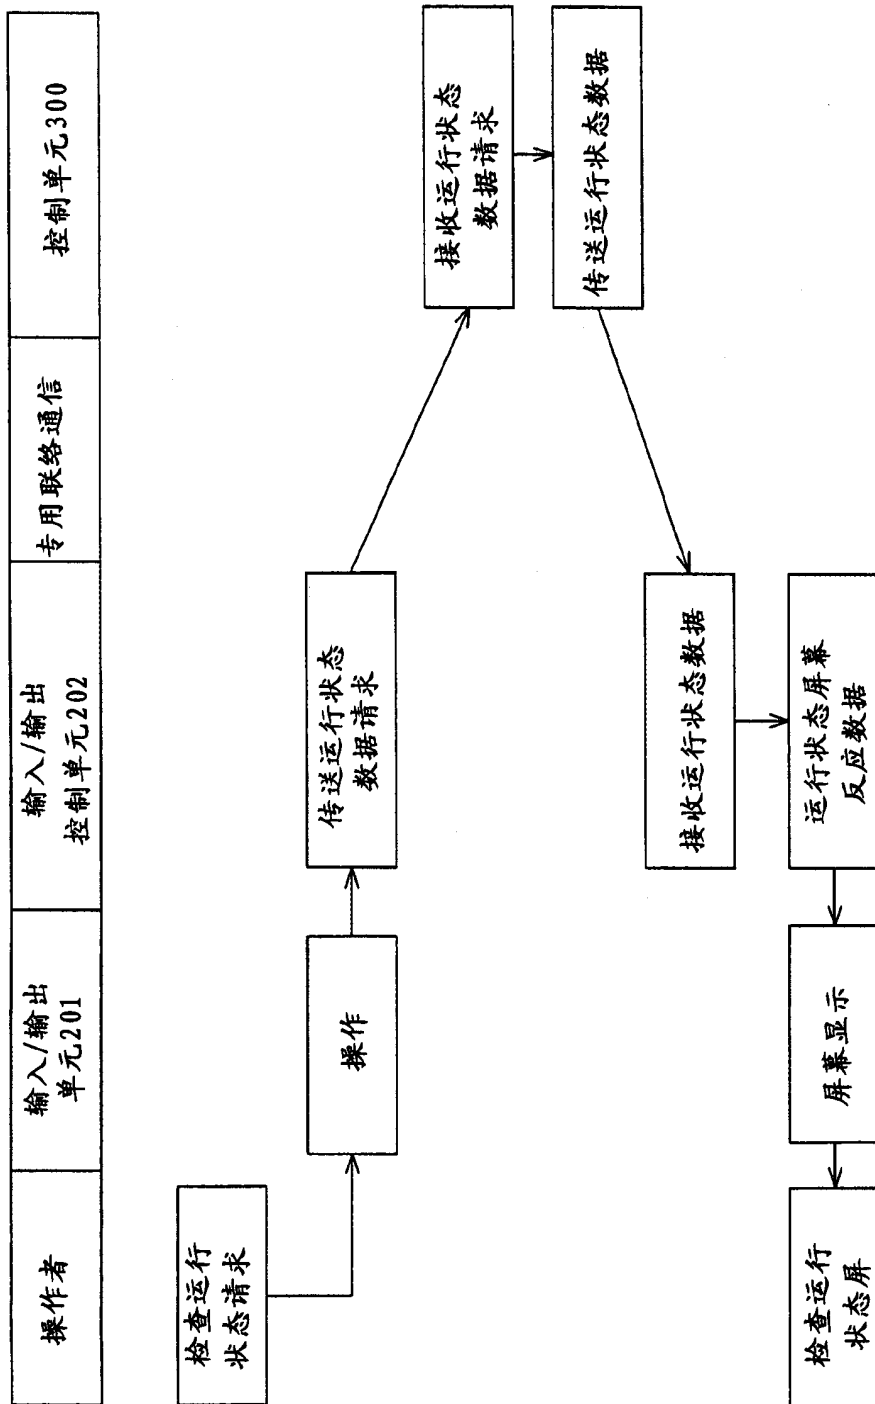 操作者
输入/输出
单元201
输入/输出
控制单元202
专用联络通信
控制单元300
检查运行
状态请求
操作
传送运行状态
数据请求
接收运行状态
数据请求
传送运行状态数据
接收运行状态数据
运行状态屏幕
反应数据
屏幕显示
检查运行
状态屏